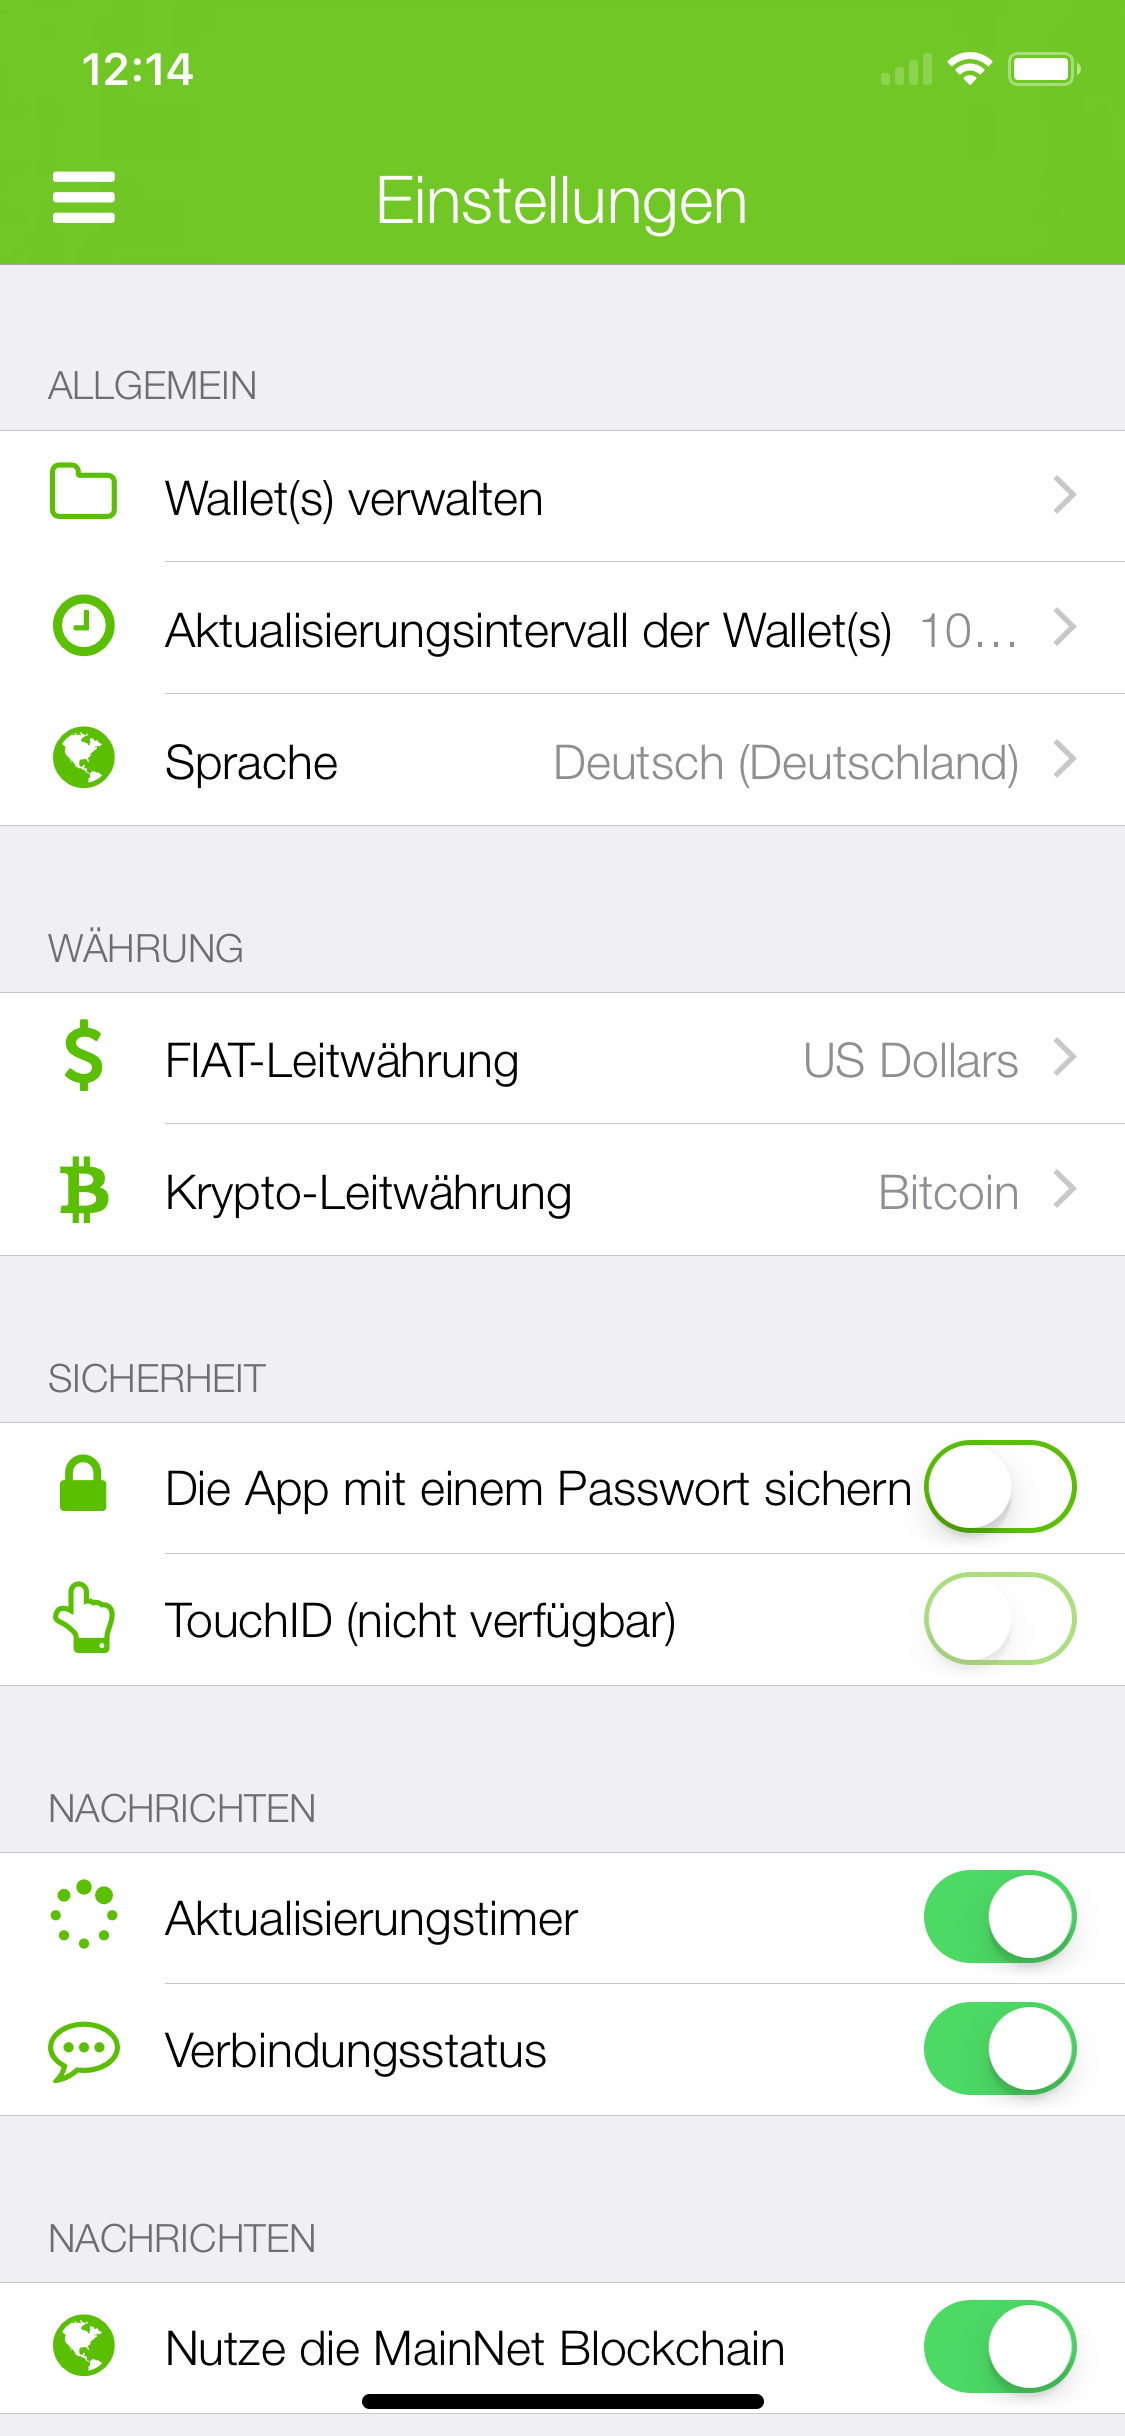 12:14
Einstellungen
ALLGEMEIN
Wallet(s) verwalten
Aktualisierungsintervall der Wallet(s) 10...
Sprache Deutsch (Deutschland)
WÄHRUNG
FIAT-Leitwährung US Dollars
Krypto-Leitwährung Bitcoin
SICHERHEIT
Die App mit einem Passwort sichern
TouchID (nicht verfügbar)
NACHRICHTEN
Aktualisierungstimer
Verbindungsstatus
NACHRICHTEN
Nutze die MainNet Blockchain